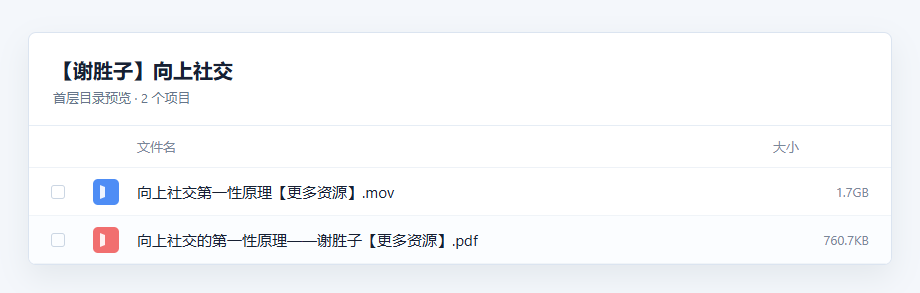 【谢胜子】向上社交
首层目录预览 · 2 个项目
文件名 大小
向上社交第一性原理【更多资源】.mov 1.7GB
向上社交的第一性原理——谢胜子【更多资源】.pdf 760.7KB